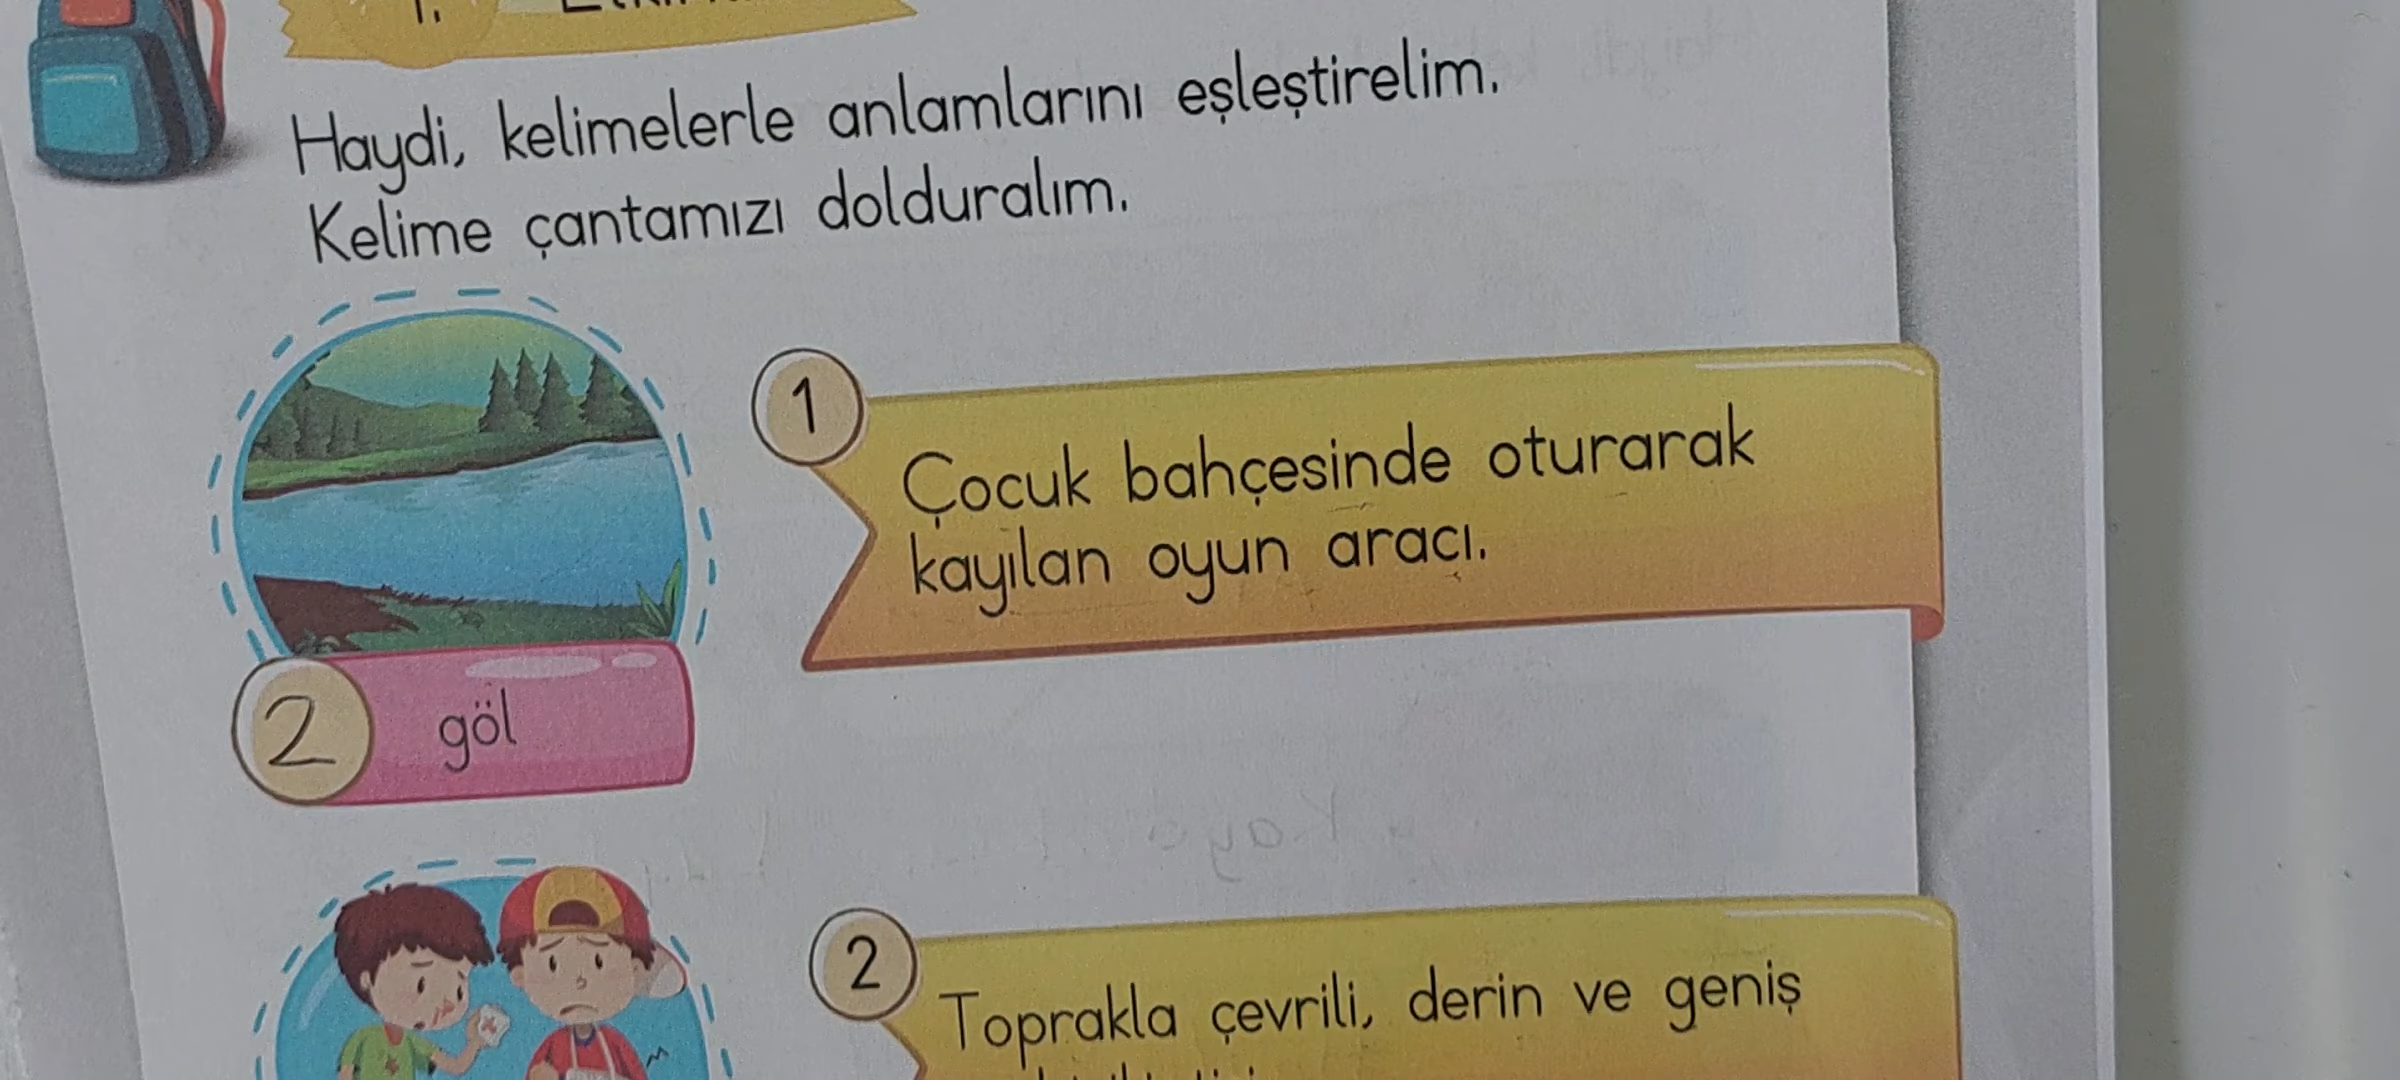 1.
Haydi, kelimelerle anlamlarını eşleştirelim.
Kelime çantamızı dolduralım.
1
Çocuk bahçesinde oturarak
kayılan oyun aracı.
2 göl
2
Toprakla çevrili, derin ve geniş